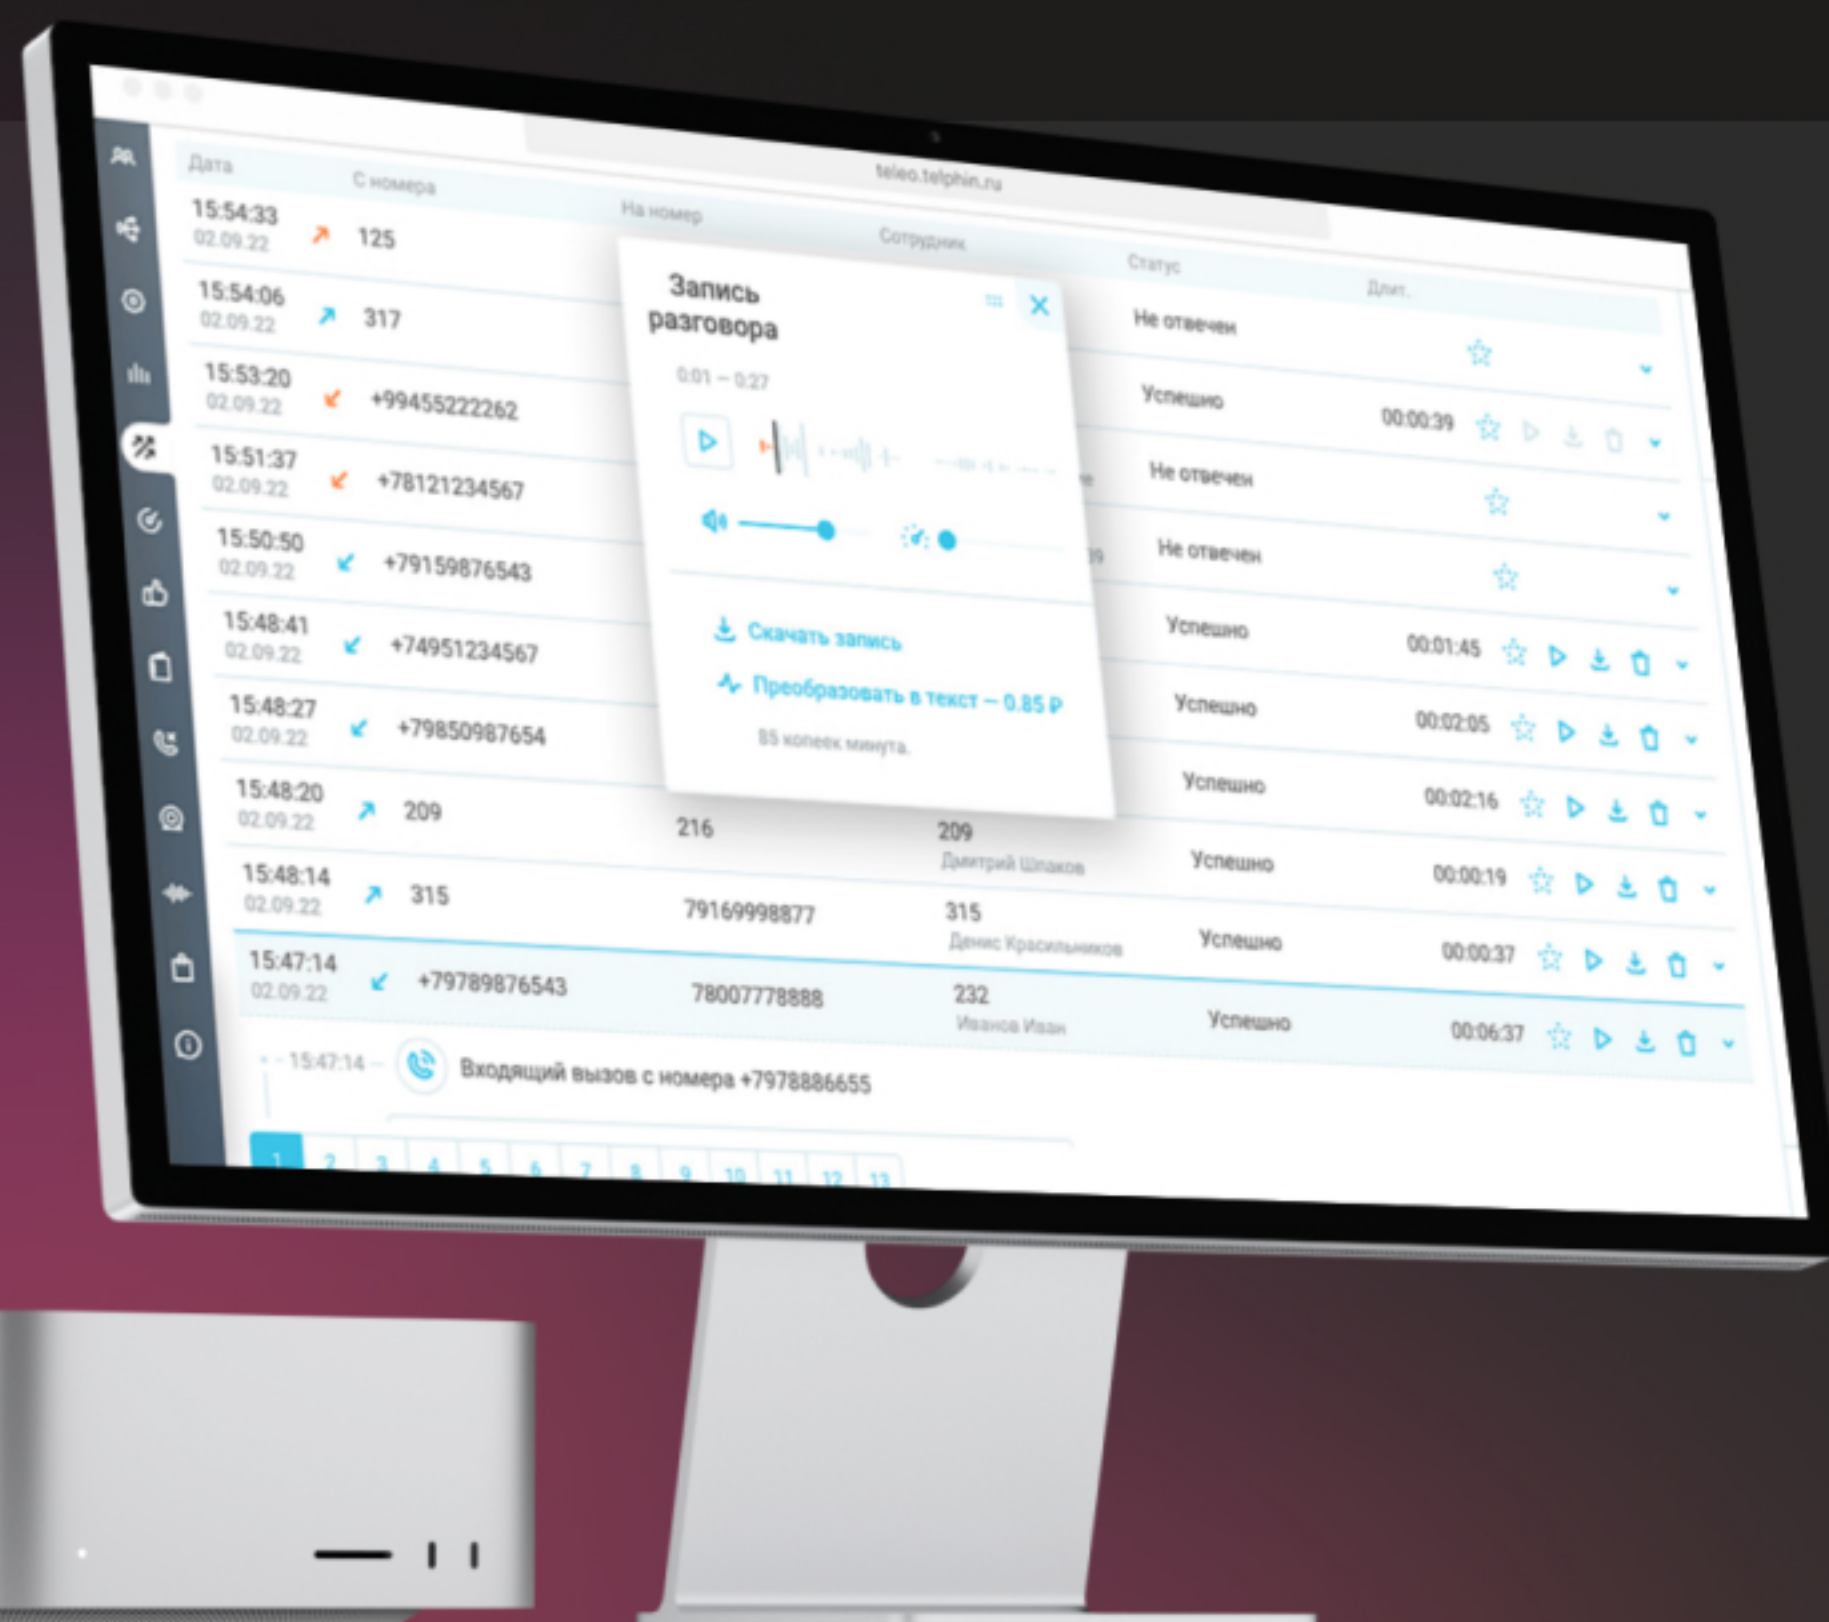 teleo.telphin.ru
Дата С номера На номер Сотрудник Статус Длит.
15:54:33 125 Не отвечен
02.09.22
15:54:06 317 Успешно 00:00:39
02.09.22
15:53:20 +99455222262 Не отвечен
02.09.22
15:51:37 +78121234567 Не отвечен
02.09.22
15:50:50 +79159876543 Успешно 00:01:45
02.09.22
15:48:41 +74951234567 Успешно 00:02:05
02.09.22
15:48:27 +79850987654 Успешно 00:02:16
02.09.22
15:48:20 209 216 209 Успешно 00:00:19
02.09.22 Дмитрий Шпаков
15:48:14 315 79169998877 315 Успешно 00:00:37
02.09.22 Денис Красильников
15:47:14 +79789876543 78007778888 232 Успешно 00:06:37
02.09.22 Иванов Иван
15:47:14 Входящий вызов с номера +7978886655
1 2 3 4 5 6 7 8 9 10 11 12 13
Запись
разговора
0:01 — 0:27
Скачать запись
Преобразовать в текст — 0.85 ₽
85 копеек минута.